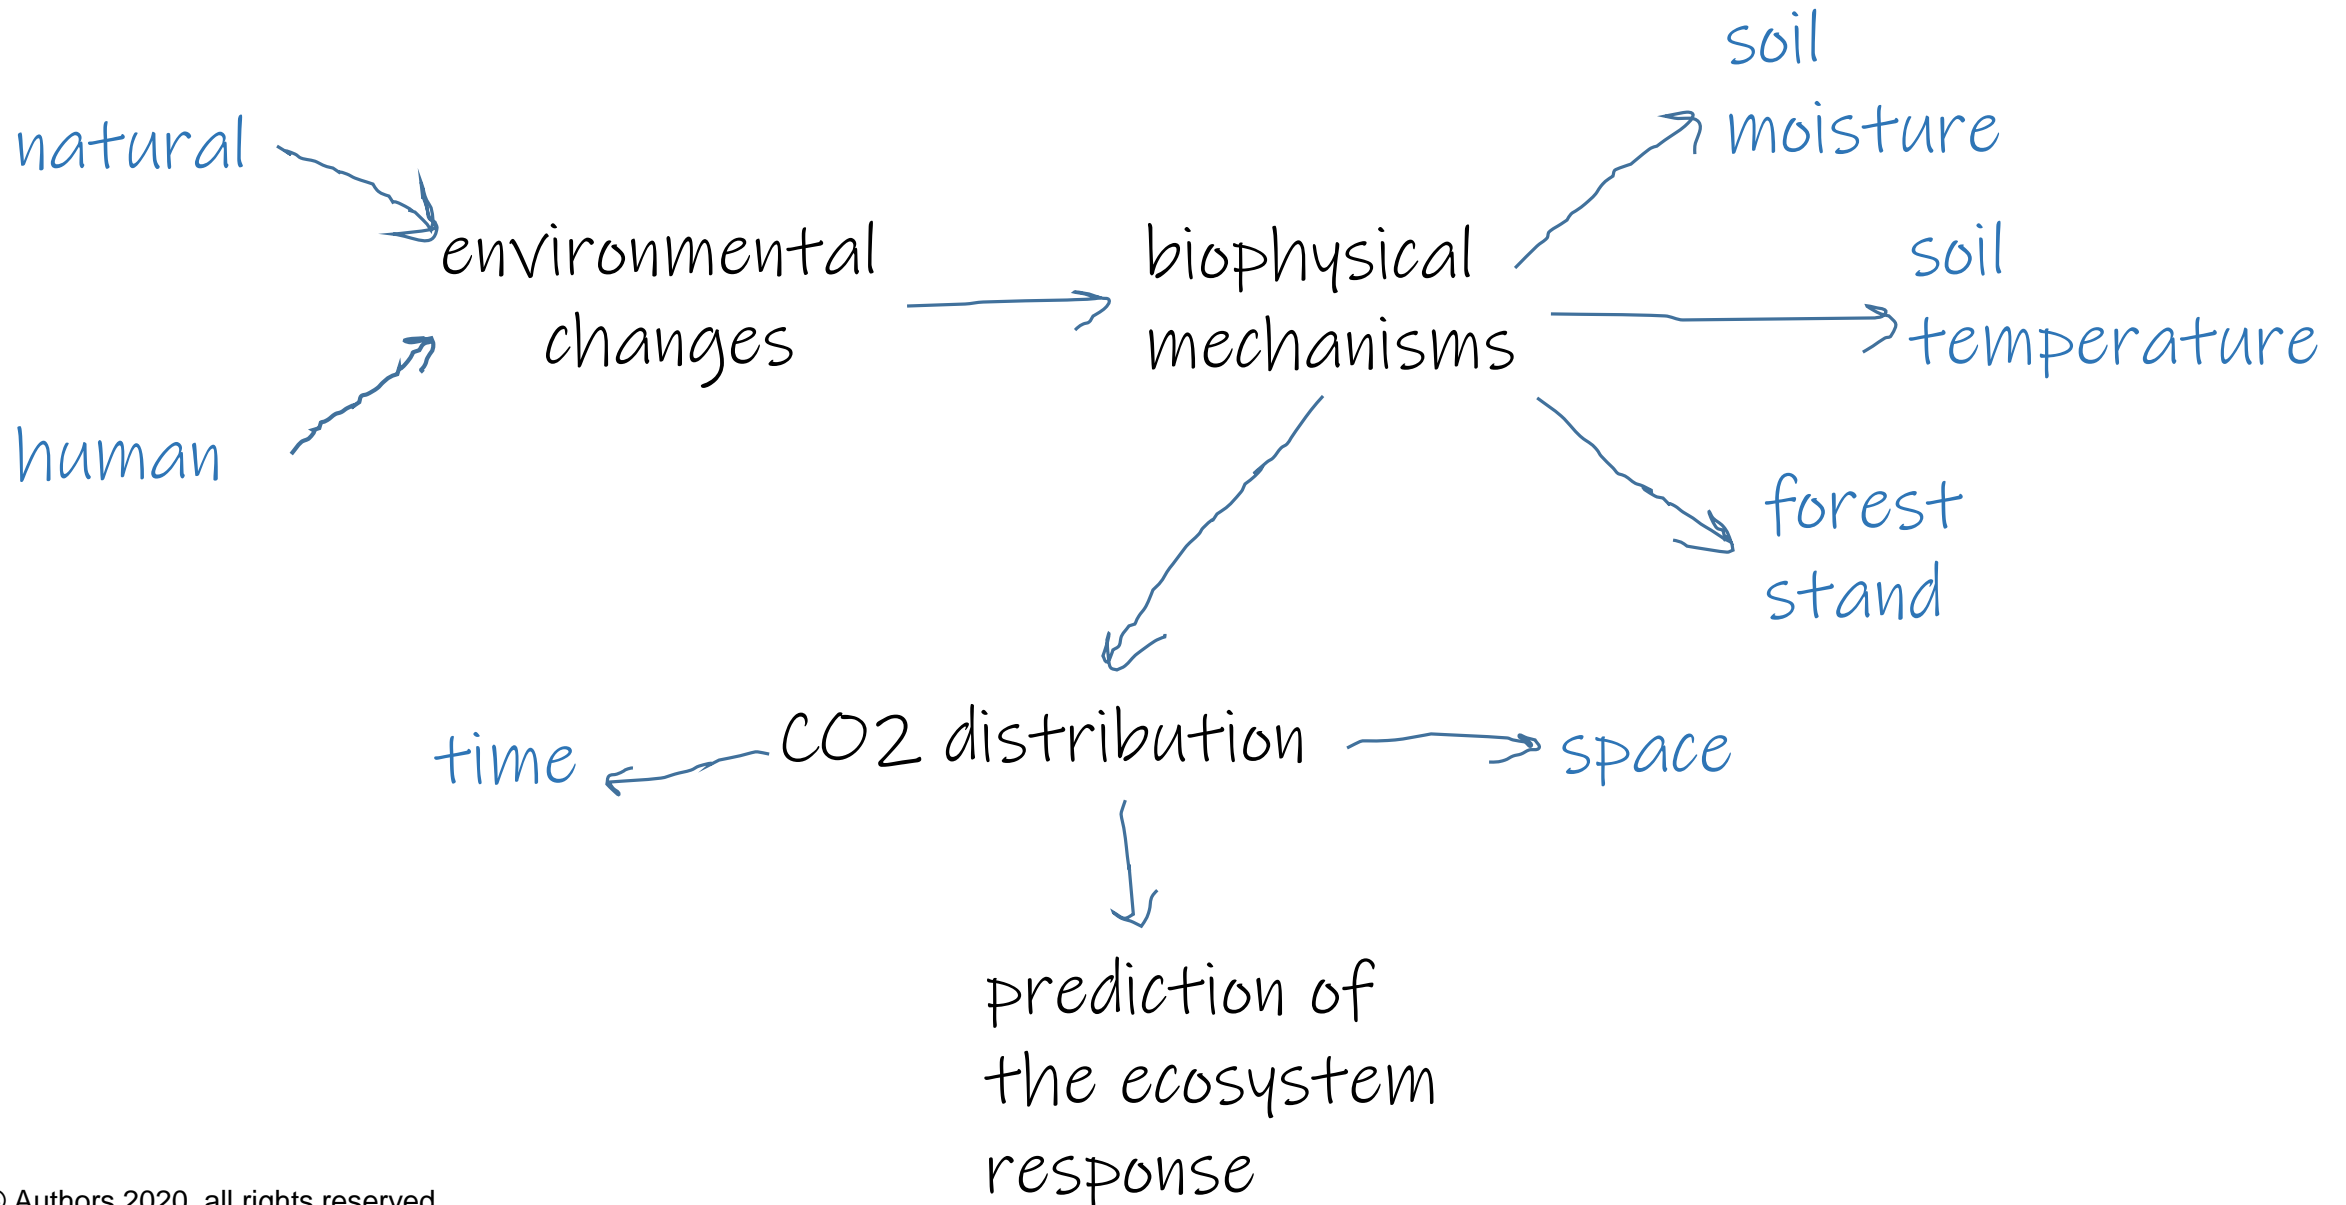 soil
moisture
natural
environmental
changes
biophysical
mechanisms
soil
temperature
human
forest
stand
time
CO2 distribution
space
prediction of
the ecosystem
response
© Authors 2020, all rights reserved